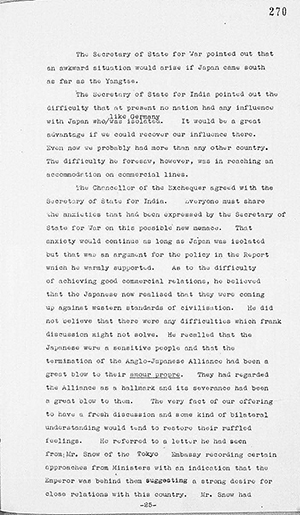 270
The Secretary of State for War pointed out that
an awkward situation would arise if Japan came south
as far as the Yangtse.
The Secretary of State for India pointed out the
difficulty that at present no nation had any influence
like Germany
with Japan who/was isolated. It would be a great
advantage if we could recover our influence there.
Even now we probably had more than any other country.
The difficulty he foresaw, however, was in reaching an
accommodation on commercial lines.
The Chancellor of the Exchequer agreed with the
Secretary of State for India. Everyone must share
the anxieties that had been expressed by the Secretary of
State for War on this possible new menace. That
anxiety would continue as long as Japan was isolated
but that was an argument for the policy in the Report
which he warmly supported. As to the difficulty
of achieving good commercial relations, he believed
that the Japanese now realised that they were coming
up against western standards of civilisation. He did
not believe that there were any difficulties which frank
discussion might not solve. He recalled that the
Japanese were a sensitive people and that the
termination of the Anglo-Japanese Alliance had been a
great blow to their amour propre. They had regarded
the Alliance as a hallmark and its severance had been
a great blow to them. The very fact of our offering
to have a fresh discussion and some kind of bilateral
understanding would tend to restore their ruffled
feelings. He referred to a letter he had seen
from Mr. Snow of the Tokyo Embassy recording certain
approaches from Ministers with an indication that the
Emperor was behind them suggesting a strong desire for
close relations with this country. Mr. Snow had
-25-